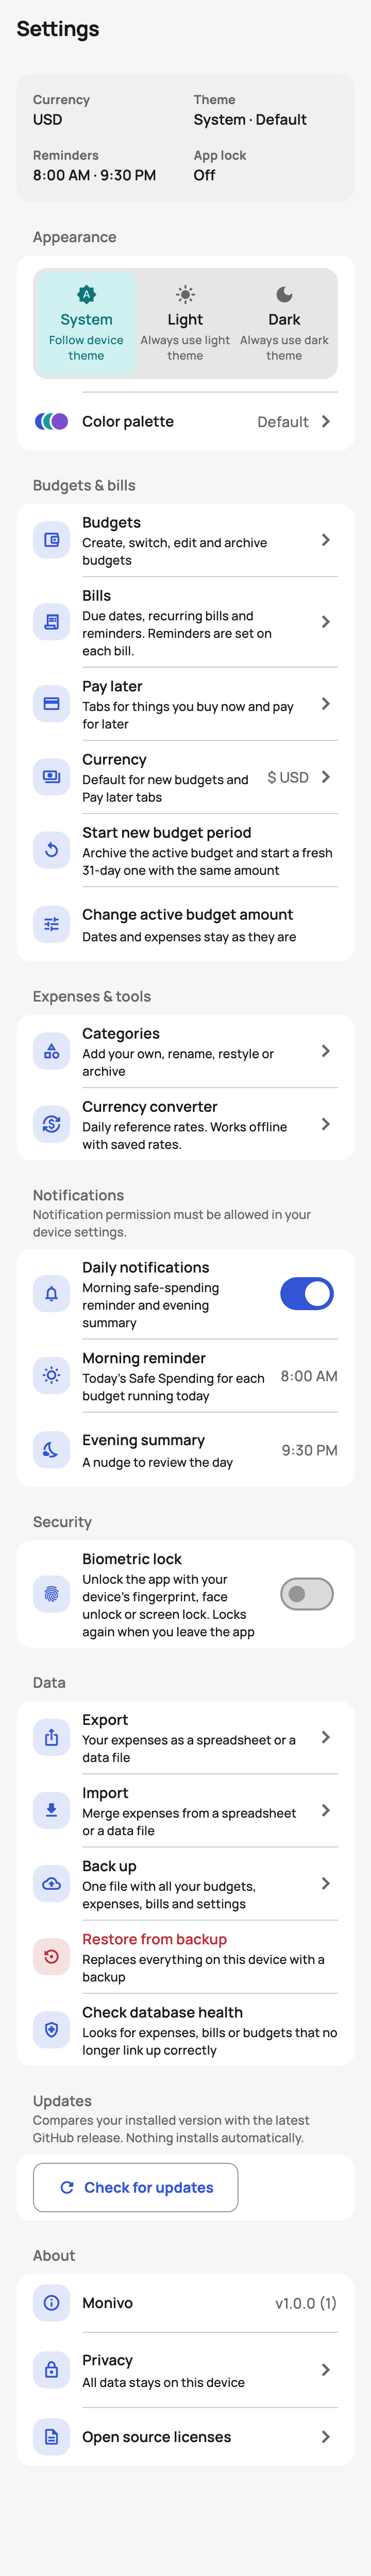 Settings
Currency
USD
Theme
System · Default
Reminders
8:00 AM · 9:30 PM
App lock
Off
Appearance
A
System
Follow device
theme
Light
Always use light
theme
Dark
Always use dark
theme
Color palette
Default
Budgets & bills
Budgets
Create, switch, edit and archive
budgets
Bills
Due dates, recurring bills and
reminders. Reminders are set on
each bill.
Pay later
Tabs for things you buy now and pay
for later
Currency
Default for new budgets and
Pay later tabs
$ USD
Start new budget period
Archive the active budget and start a fresh
31-day one with the same amount
Change active budget amount
Dates and expenses stay as they are
Expenses & tools
Categories
Add your own, rename, restyle or
archive
Currency converter
Daily reference rates. Works offline
with saved rates.
Notifications
Notification permission must be allowed in your
device settings.
Daily notifications
Morning safe-spending
reminder and evening
summary
Morning reminder
Today's Safe Spending for each
budget running today
8:00 AM
Evening summary
A nudge to review the day
9:30 PM
Security
Biometric lock
Unlock the app with your
device's fingerprint, face
unlock or screen lock. Locks
again when you leave the app
Data
Export
Your expenses as a spreadsheet or a
data file
Import
Merge expenses from a spreadsheet
or a data file
Back up
One file with all your budgets,
expenses, bills and settings
Restore from backup
Replaces everything on this device with a
backup
Check database health
Looks for expenses, bills or budgets that no
longer link up correctly
Updates
Compares your installed version with the latest
GitHub release. Nothing installs automatically.
Check for updates
About
Monivo
v1.0.0 (1)
Privacy
All data stays on this device
Open source licenses